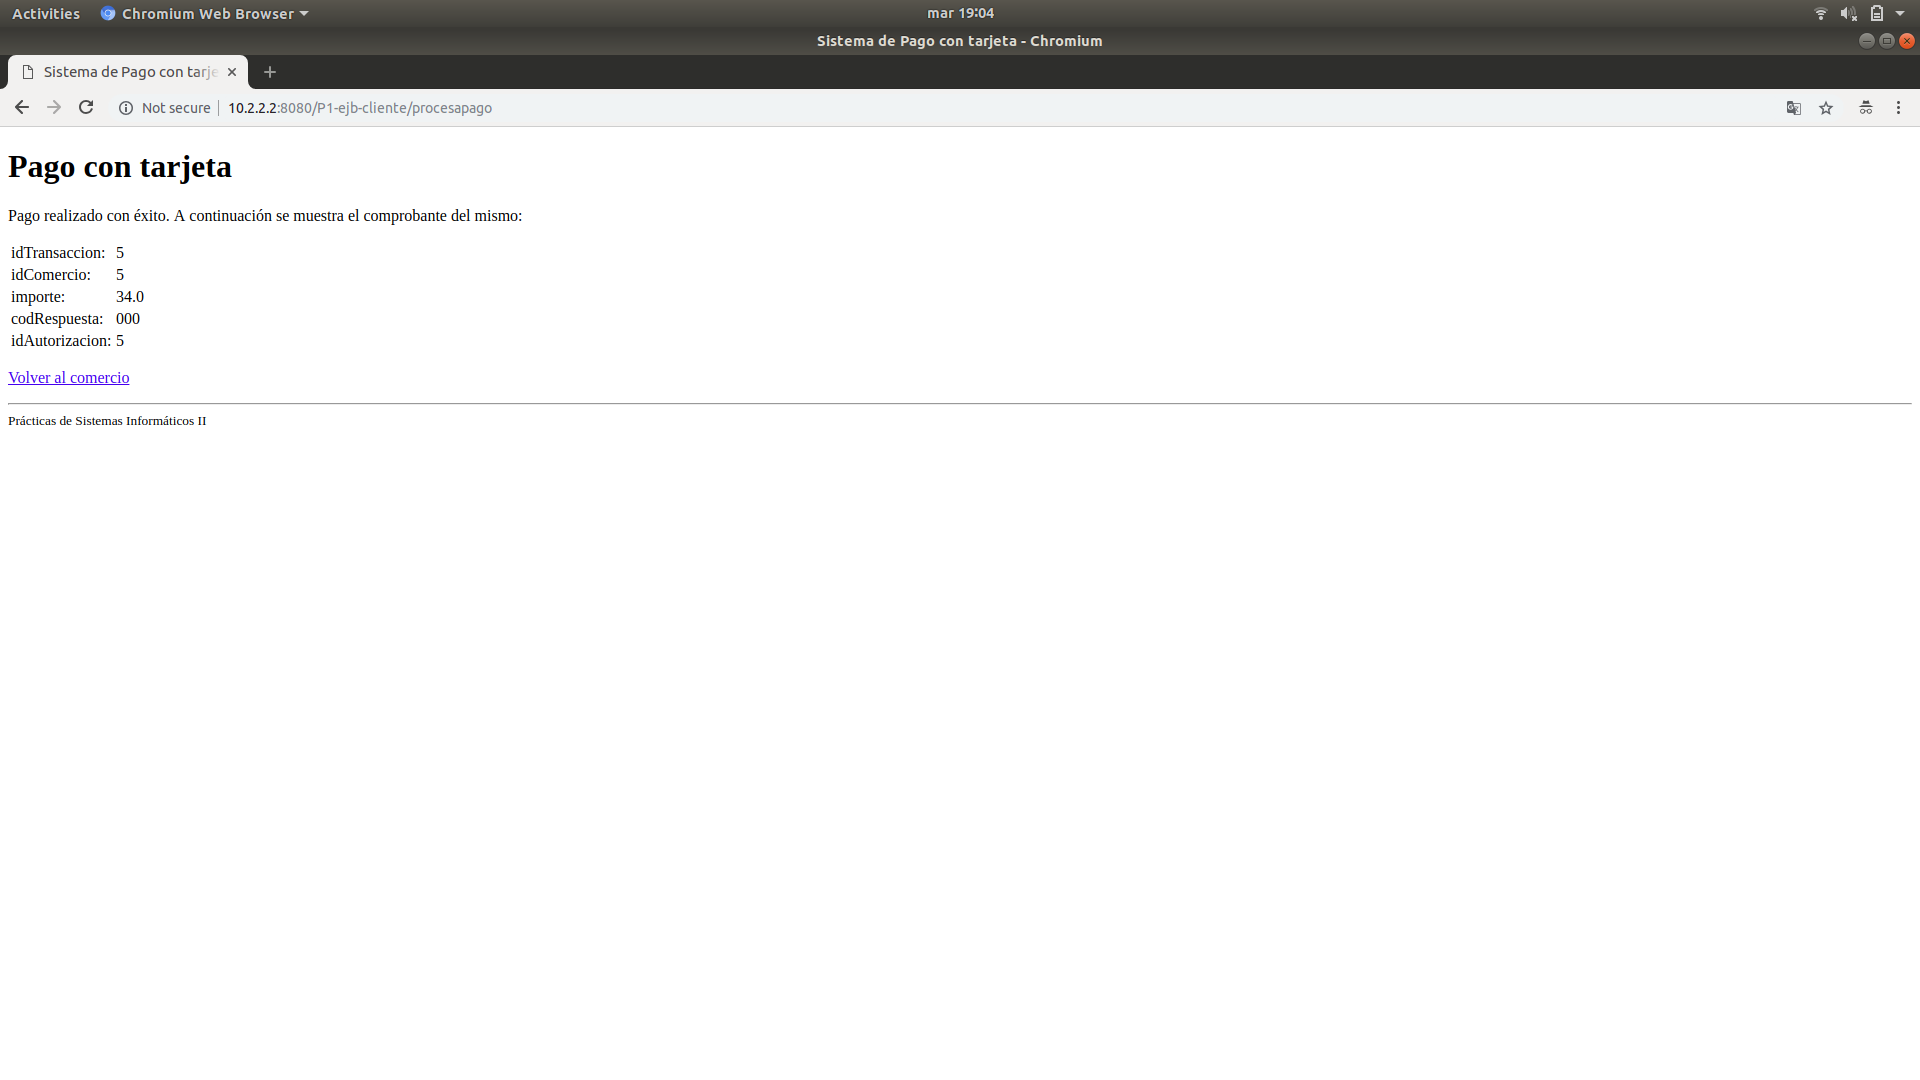 Activities Chromium Web Browser mar 19:04
Sistema de Pago con tarjeta - Chromium
Sistema de Pago con tarje
Not secure 10.2.2.2:8080/P1-ejb-cliente/procesapago
Pago con tarjeta
Pago realizado con éxito. A continuación se muestra el comprobante del mismo:
idTransaccion: 5
idComercio: 5
importe: 34.0
codRespuesta: 000
idAutorizacion: 5
Volver al comercio
Prácticas de Sistemas Informáticos II